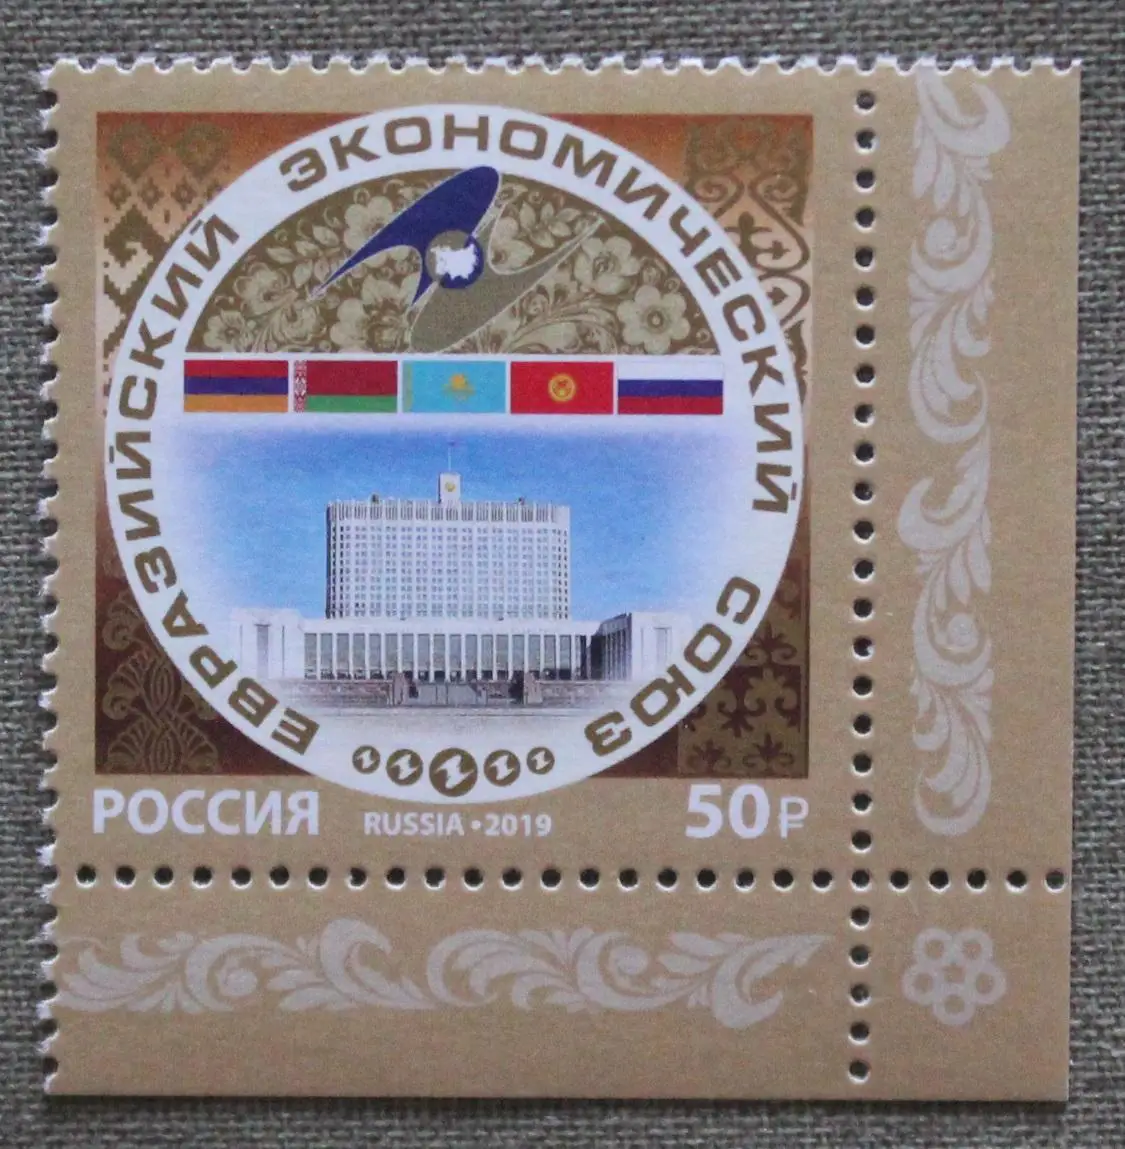 ЕВРАЗИЙСКИЙ ЭКОНОМИЧЕСКИЙ СОЮЗ
РОССИЯ RUSSIA • 2019 50 ₽